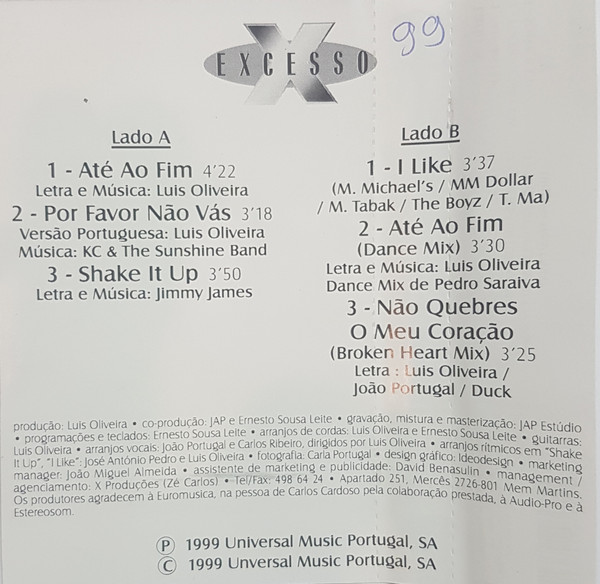 EXCESSO
X
99
Lado A
1 - Até Ao Fim 4'22
Letra e Música: Luis Oliveira
2 - Por Favor Não Vás 3'18
Versão Portuguesa: Luis Oliveira
Música: KC & The Sunshine Band
3 - Shake It Up 3'50
Letra e Música: Jimmy James
Lado B
1 - I Like 3'37
(M. Michael's / MM Dollar
/ M. Tabak / The Boyz / T. Ma)
2 - Até Ao Fim
(Dance Mix) 3'30
Letra e Música: Luis Oliveira
Dance Mix de Pedro Saraiva
3 - Não Quebres
O Meu Coração
(Broken Heart Mix) 3'25
Letra : Luis Oliveira /
João Portugal / Duck
produção: Luis Oliveira • co-produção: JAP e Ernesto Sousa Leite • gravação, mistura e masterização: JAP Estúdio
• programações e teclados: Ernesto Sousa Leite • arranjos de cordas: Luis Oliveira e Ernesto Sousa Leite • guitarras:
Luis Oliveira • arranjos vocais: João Portugal e Carlos Ribeiro, dirigidos por Luis Oliveira • arranjos rítmicos em "Shake
It Up", "I Like": José António Pedro e Luis Oliveira • fotografia: Carla Portugal • design gráfico: Ideodesign • marketing
manager: João Miguel Almeida • assistente de marketing e publicidade: David Benasulin • management /
agenciamento: X Produções (Zé Carlos) • Tel/Fax: 498 64 24 • Apartado 251, Mercês 2726-801 Mem Martins.
Os produtores agradecem à Euromusica, na pessoa de Carlos Cardoso pela colaboração prestada, à Audio-Pro e à
Estereosom.
Ⓟ 1999 Universal Music Portugal, SA
© 1999 Unversal Music Portugal, SA